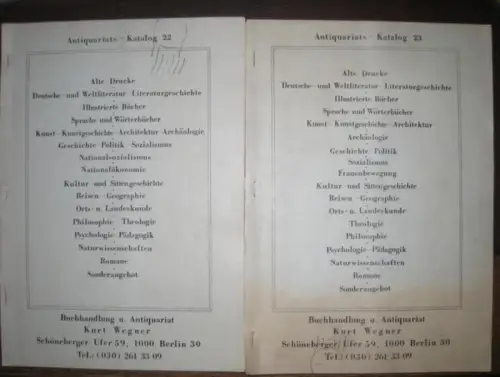 Antiquariats - Katalog 22
Alte Drucke
Deutsche - und Weltliteratur Literaturgeschichte
Illustrierte Bücher
Sprache und Wörterbücher
Kunst - Kunstgeschichte - Architektur - Archäologie
Geschichte Politik Sozialismus
Nationalsozialismus
Nationalökonomie
Kultur und Sittengeschichte
Reisen - Geographie
Orts - u. Landeskunde
Philosophie - Theologie
Psychologie - Pädagogik
Naturwissenschaften
Romane
Sonderangebot
Buchhandlung u. Antiquariat
Kurt Wegner
Schöneberger Ufer 59, 1000 Berlin 30
Tel.: (030) 261 33 09
Antiquariats - Katalog 23
Alte Drucke
Deutsche - und Weltliteratur - Literaturgeschichte
Illustrierte Bücher
Sprache und Wörterbücher
Kunst - Kunstgeschichte - Architektur
Archäologie
Geschichte Politik
Sozialismus
Frauenbewegung
Kultur - und Sittengeschichte
Reisen - Geographie
Orts - u. Landeskunde
Theologie
Philosophie
Psychologie - Pädagogik
Naturwissenschaften
Romane
Sonderangebot
Buchhandlung u. Antiquariat
Kurt Wegner
Schöneberger Ufer 59, 1000 Berlin 30
Tel.: (030) 261 33 09